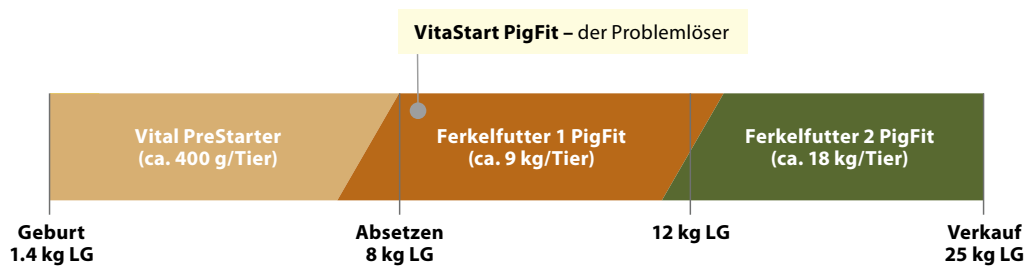 VitaStart PigFit – der Problemlöser
Vital PreStarter
(ca. 400 g/Tier)
Ferkelfutter 1 PigFit
(ca. 9 kg/Tier)
Ferkelfutter 2 PigFit
(ca. 18 kg/Tier)
Geburt
1.4 kg LG
Absetzen
8 kg LG
12 kg LG
Verkauf
25 kg LG